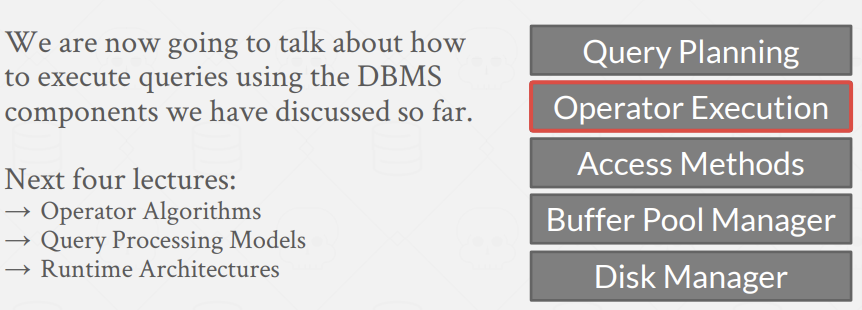 We are now going to talk about how
to execute queries using the DBMS
components we have discussed so far.
Next four lectures:
→ Operator Algorithms
→ Query Processing Models
→ Runtime Architectures
Query Planning
Operator Execution
Access Methods
Buffer Pool Manager
Disk Manager